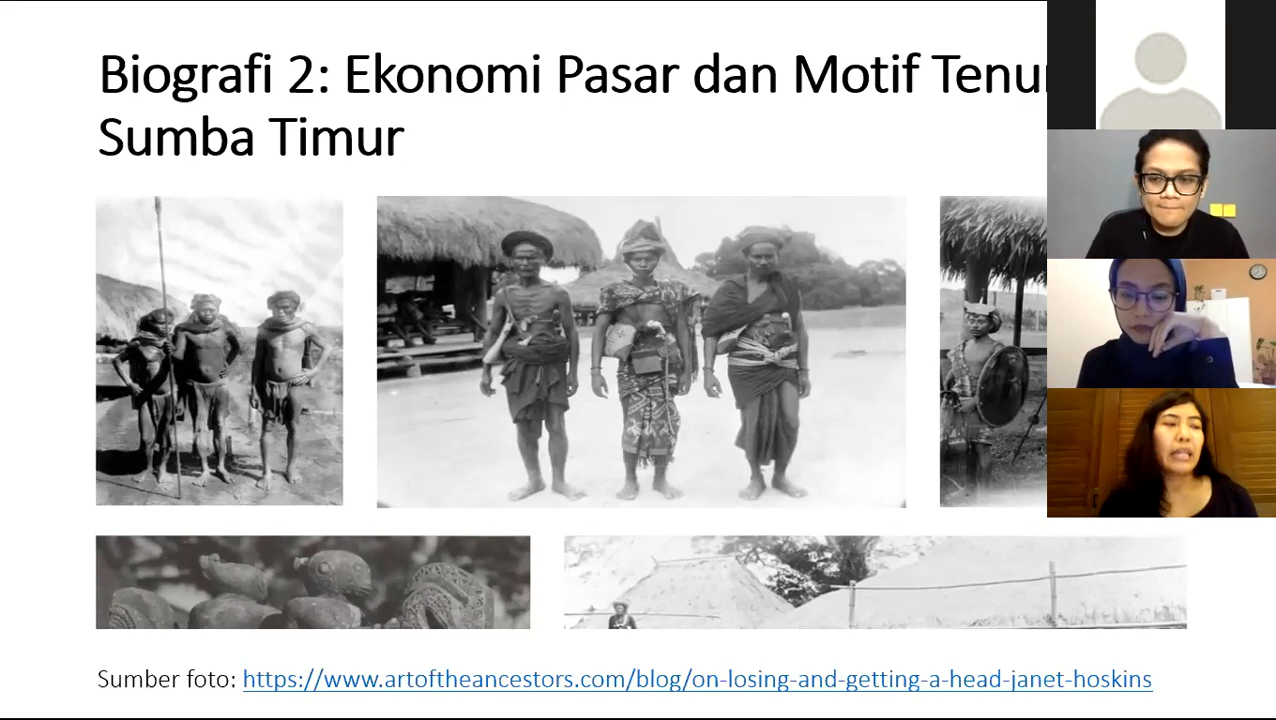 Biografi 2: Ekonomi Pasar dan Motif Tenun
Sumba Timur
Sumber foto: https://www.artoftheancestors.com/blog/on-losing-and-getting-a-head-janet-hoskins